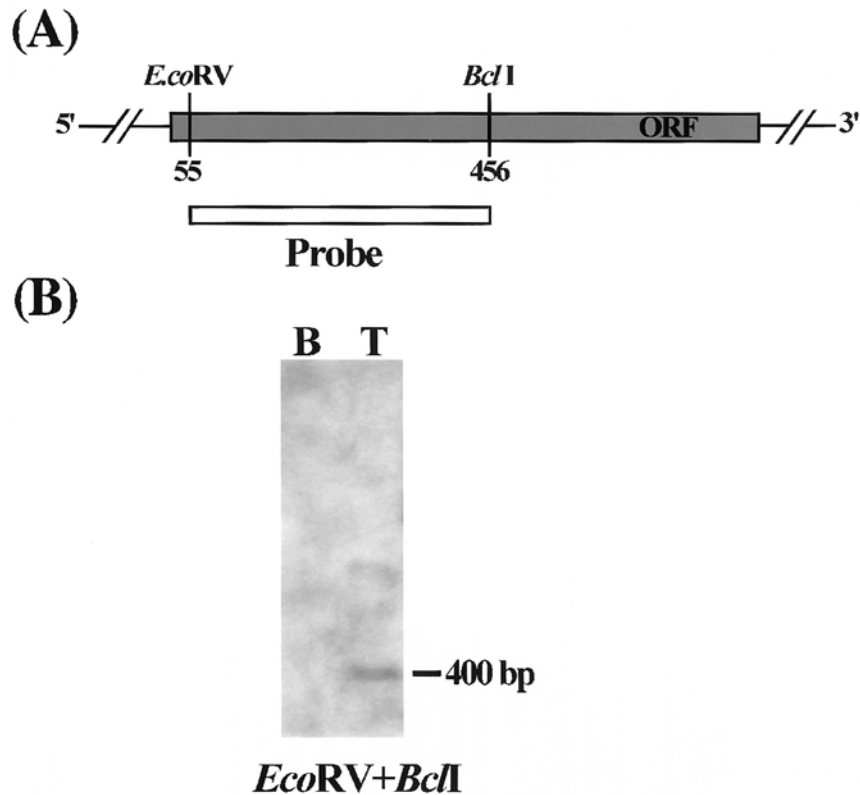 (A)
E.coRV BclI
5' ORF 3'
55 456
Probe
(B)
B T
400 bp
EcoRV+BclI